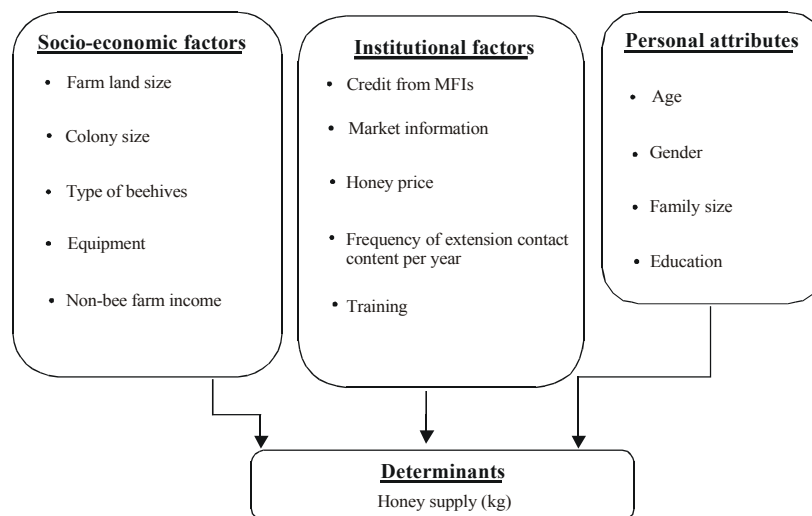 Socio-economic factors
• Farm land size
• Colony size
• Type of beehives
• Equipment
• Non-bee farm income
Institutional factors
• Credit from MFIs
• Market information
• Honey price
• Frequency of extension contact
content per year
• Training
Personal attributes
• Age
• Gender
• Family size
• Education
Determinants
Honey supply (kg)